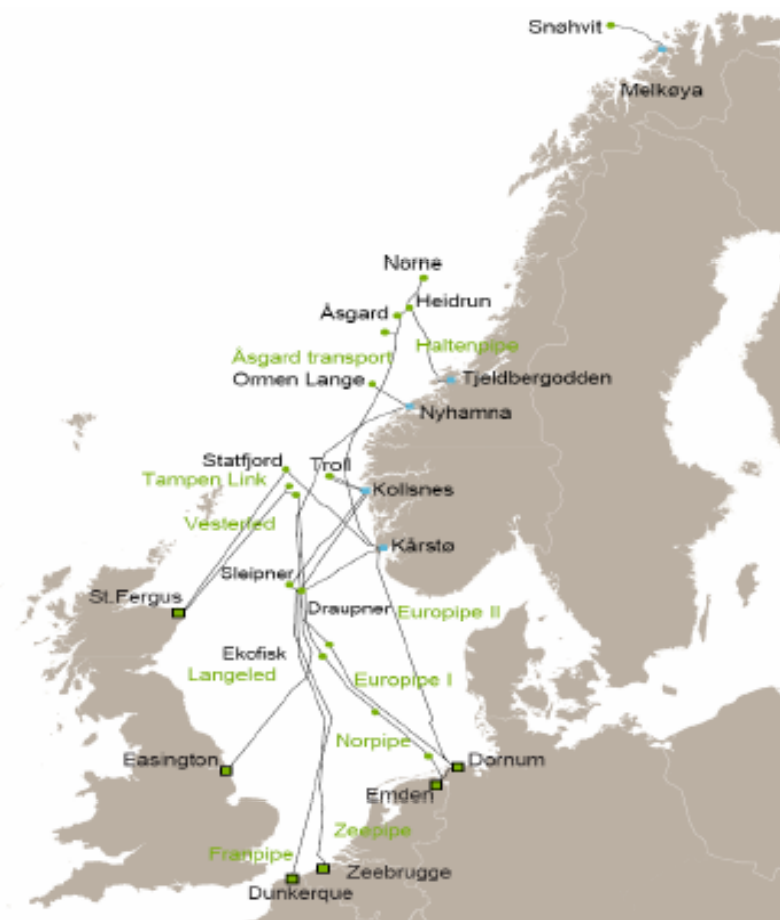 Snøhvit
Melkøya
Norne
Heidrun
Åsgard
Haltenpipe
Åsgard transport
Ormen Lange
Tjeldbergodden
Nyhamna
Statfjord
Troll
Tampen Link
Kollsnes
Vesterled
Kårstø
Sleipner
St.Fergus
Draupner
Europipe II
Ekofisk
Langeled
Europipe I
Norpipe
Easington
Dornum
Emden
Zeepipe
Franpipe
Zeebrugge
Dunkerque